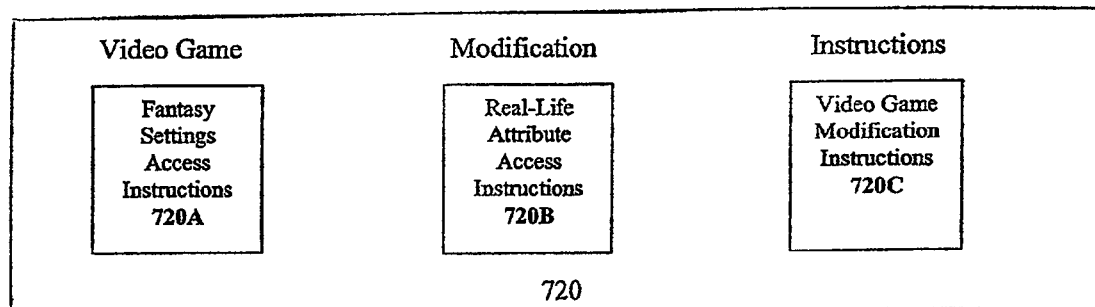 Video Game Modification Instructions
Fantasy
Settings
Access
Instructions
720A
Real-Life
Attribute
Access
Instructions
720B
Video Game
Modification
Instructions
720C
720